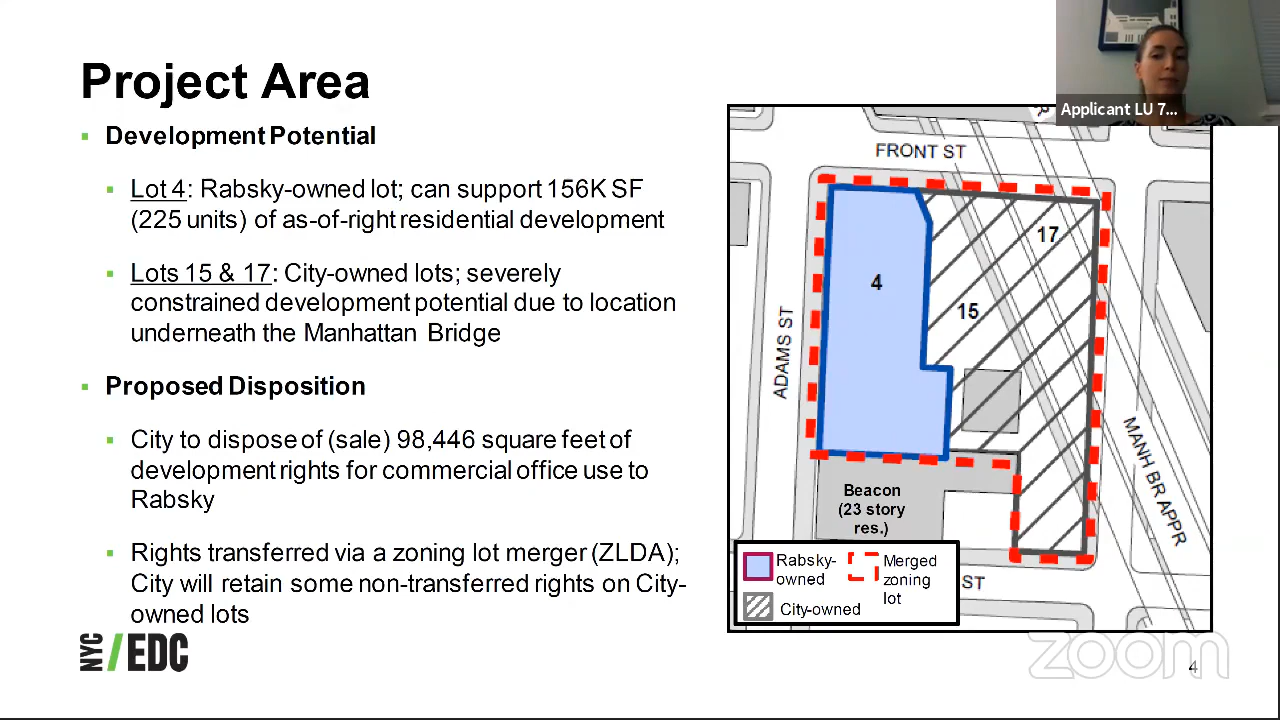 Project Area
Development Potential
Lot 4: Rabsky-owned lot; can support 156K SF
(225 units) of as-of-right residential development
Lots 15 & 17: City-owned lots; severely
constrained development potential due to location
underneath the Manhattan Bridge
Proposed Disposition
City to dispose of (sale) 98,446 square feet of
development rights for commercial office use to
Rabsky
Rights transferred via a zoning lot merger (ZLDA);
City will retain some non-transferred rights on City-
owned lots
NYC/EDC
Applicant LU 7...
FRONT ST
17
4
15
ADAMS ST
MANH BR APPR
Beacon
(23 story
res.)
ST
Rabsky-
owned
Merged
zoning
lot
City-owned
zoom
4